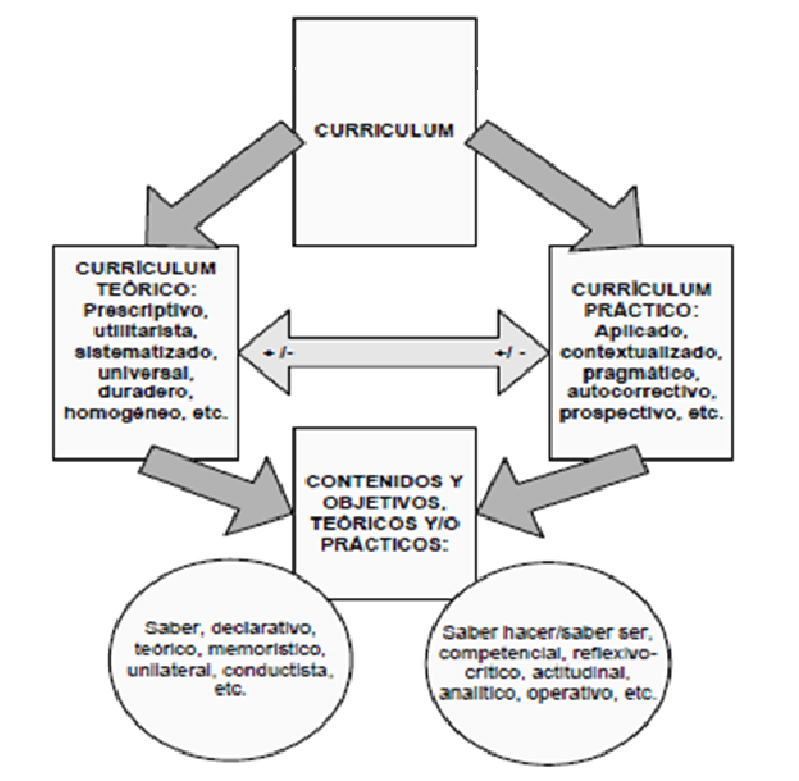 CURRICULUM
CURRÍCULUM
TEÓRICO:
Prescriptivo,
utilitarista,
sistematizado,
universal,
duradero,
homogéneo, etc.
+ /-
+/ -
CURRÍCULUM
PRÁCTICO:
Aplicado,
contextualizado,
pragmático,
autocorrectivo,
prospectivo, etc.
CONTENIDOS Y
OBJETIVOS,
TEÓRICOS Y/O
PRÁCTICOS:
Saber, declarativo,
teórico, memorístico,
unilateral, conductista,
etc.
Saber hacer/saber ser,
competencial, reflexivo-
crítico, actitudinal,
analítico, operativo, etc.